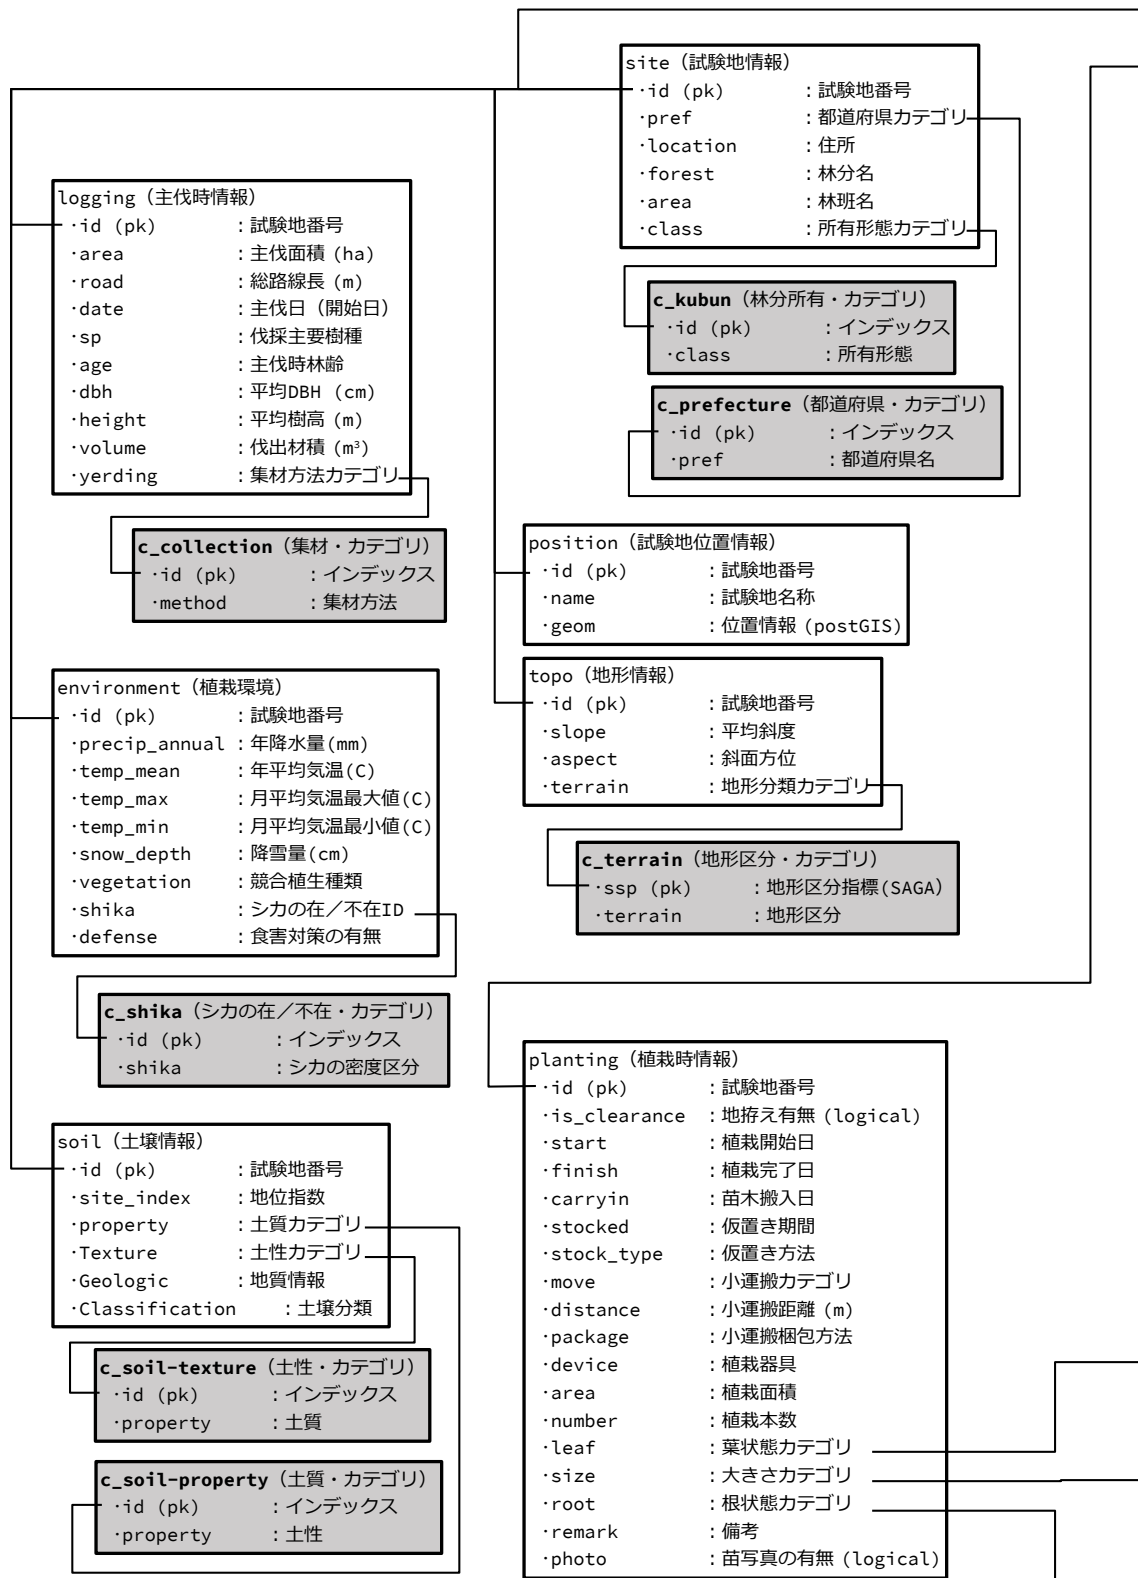 site（試験地情報）
·id (pk) :試験地番号
·pref :都道府県カテゴリ
·location :住所
·forest :林分名
·area :林班名
·class :所有形態カテゴリ
c_kubun（林分所有・カテゴリ）
·id (pk) :インデックス
·class :所有形態
c_prefecture（都道府県・カテゴリ）
·id (pk) :インデックス
·pref :都道府県名
logging（主伐時情報）
·id (pk) :試験地番号
·area :主伐面積 (ha)
·road :総路線長 (m)
·date :主伐日（開始日）
·sp :伐採主要樹種
·age :主伐時林齢
·dbh :平均DBH (cm)
·height :平均樹高 (m)
·volume :伐出材積 (m³)
·yerding :集材方法カテゴリ
c_collection（集材・カテゴリ）
·id (pk) :インデックス
·method :集材方法
position（試験地位置情報）
·id (pk) :試験地番号
·name :試験地名称
·geom :位置情報 (postGIS)
topo（地形情報）
·id (pk) :試験地番号
·slope :平均斜度
·aspect :斜面方位
·terrain :地形分類カテゴリ
c_terrain（地形区分・カテゴリ）
·ssp (pk) :地形区分指標(SAGA)
·terrain :地形区分
environment（植栽環境）
·id (pk) :試験地番号
·precip_annual :年降水量(mm)
·temp_mean :年平均気温(C)
·temp_max :月平均気温最大値(C)
·temp_min :月平均気温最小値(C)
·snow_depth :降雪量(cm)
·vegetation :競合植生種類
·shika :シカの在／不在ID
·defense :食害対策の有無
c_shika（シカの在／不在・カテゴリ）
·id (pk) :インデックス
·shika :シカの密度区分
soil（土壌情報）
·id (pk) :試験地番号
·site_index :地位指数
·property :土質カテゴリ
·Texture :土性カテゴリ
·Geologic :地質情報
·Classification :土壌分類
c_soil-texture（土性・カテゴリ）
·id (pk) :インデックス
·property :土質
c_soil-property（土質・カテゴリ）
·id (pk) :インデックス
·property :土性
planting（植栽時情報）
·id (pk) :試験地番号
·is_clearance :地拵え有無 (logical)
·start :植栽開始日
·finish :植栽完了日
·carryin :苗木搬入日
·stocked :仮置き期間
·stock_type :仮置き方法
·move :小運搬カテゴリ
·distance :小運搬距離 (m)
·package :小運搬梱包方法
·device :植栽器具
·area :植栽面積
·number :植栽本数
·leaf :葉状態カテゴリ
·size :大きさカテゴリ
·root :根状態カテゴリ
·remark :備考
·photo :苗写真の有無 (logical)